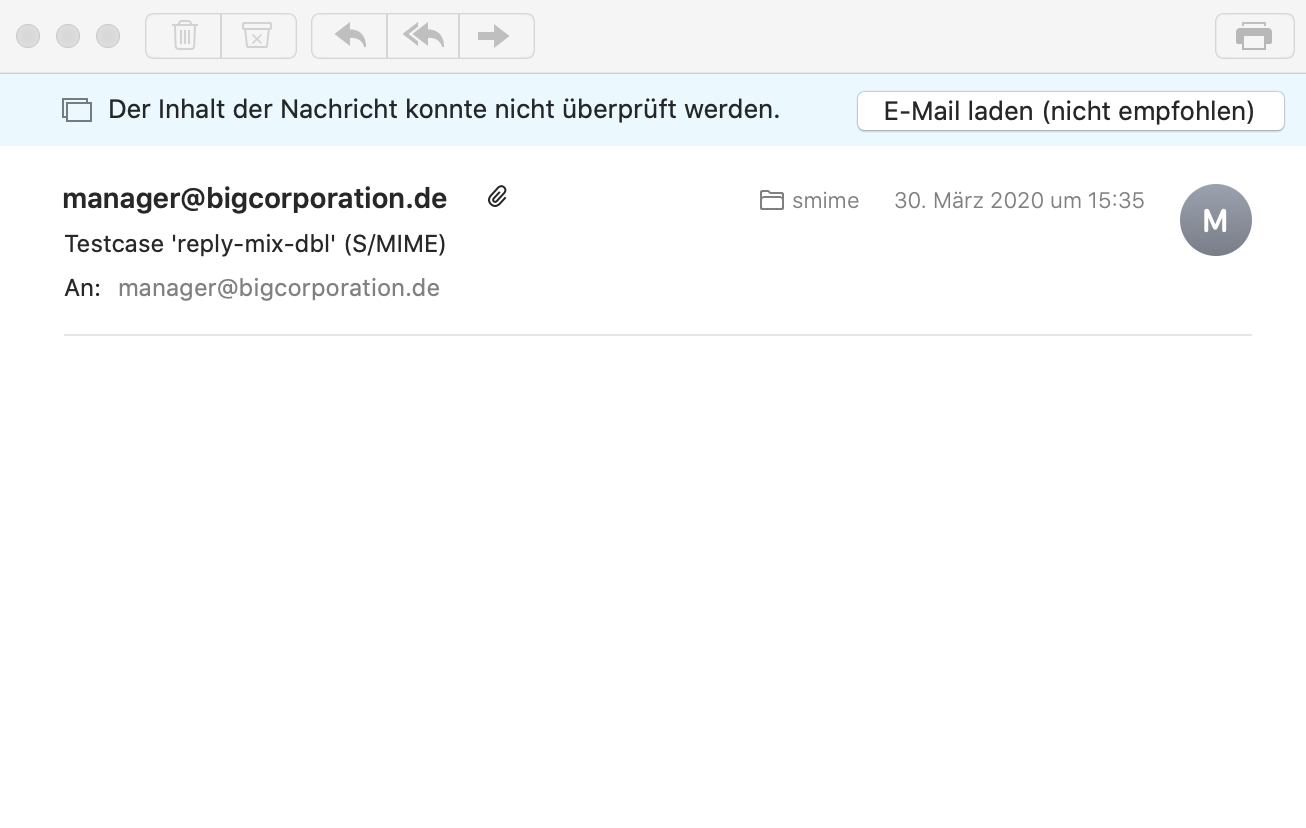 Der Inhalt der Nachricht konnte nicht überprüft werden.
E-Mail laden (nicht empfohlen)
manager@bigcorporation.de
smime
30. März 2020 um 15:35
M
Testcase 'reply-mix-dbl' (S/MIME)
An: manager@bigcorporation.de